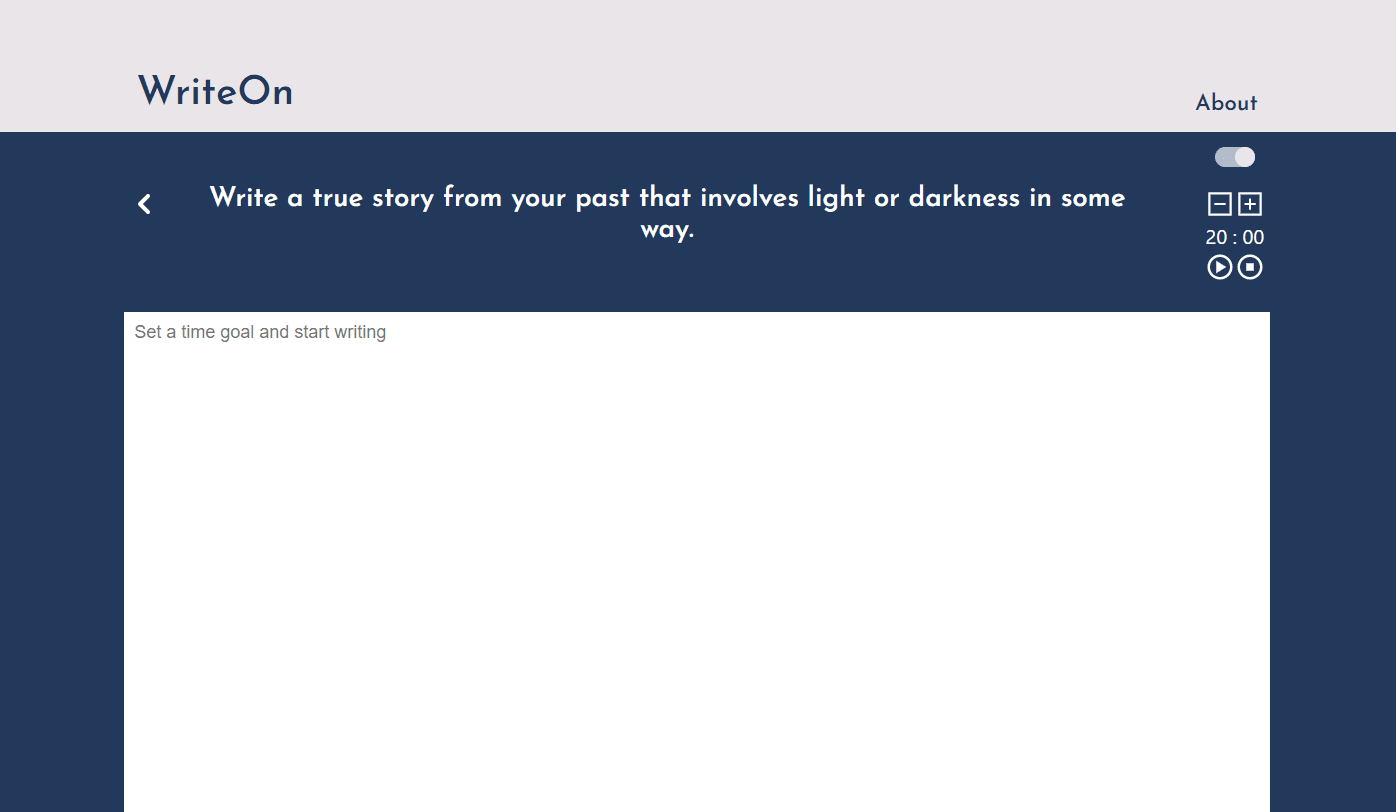 WriteOn
About
Write a true story from your past that involves light or darkness in some
way.
20 : 00
Set a time goal and start writing